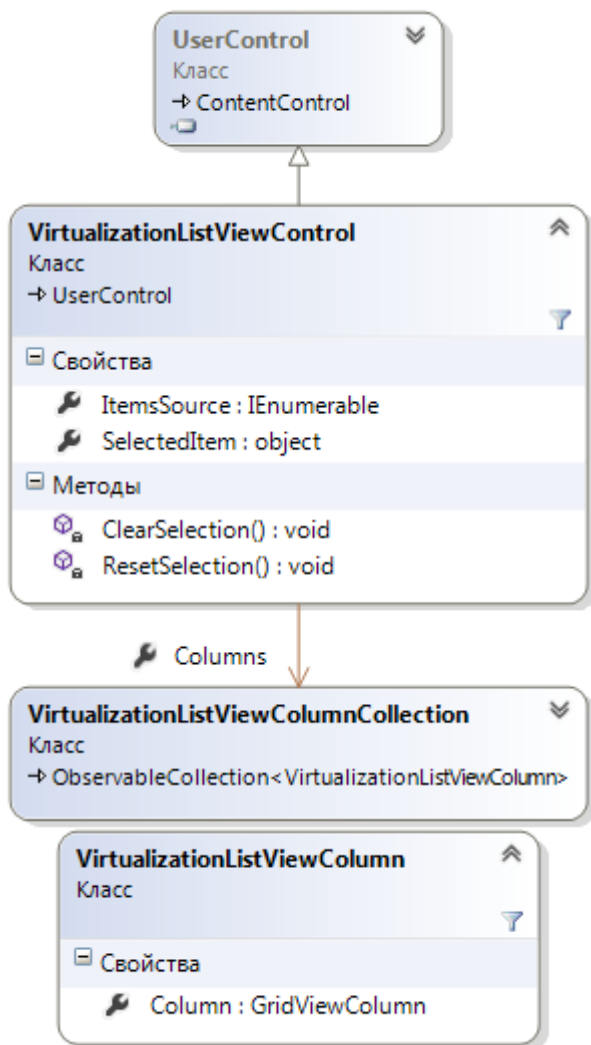 UserControl
Класс
ContentControl
VirtualizationListViewControl
Класс
UserControl
Свойства
ItemsSource : IEnumerable
SelectedItem : object
Методы
ClearSelection() : void
ResetSelection() : void
Columns
VirtualizationListViewColumnCollection
Класс
ObservableCollection<VirtualizationListViewColumn>
VirtualizationListViewColumn
Класс
Свойства
Column : GridViewColumn